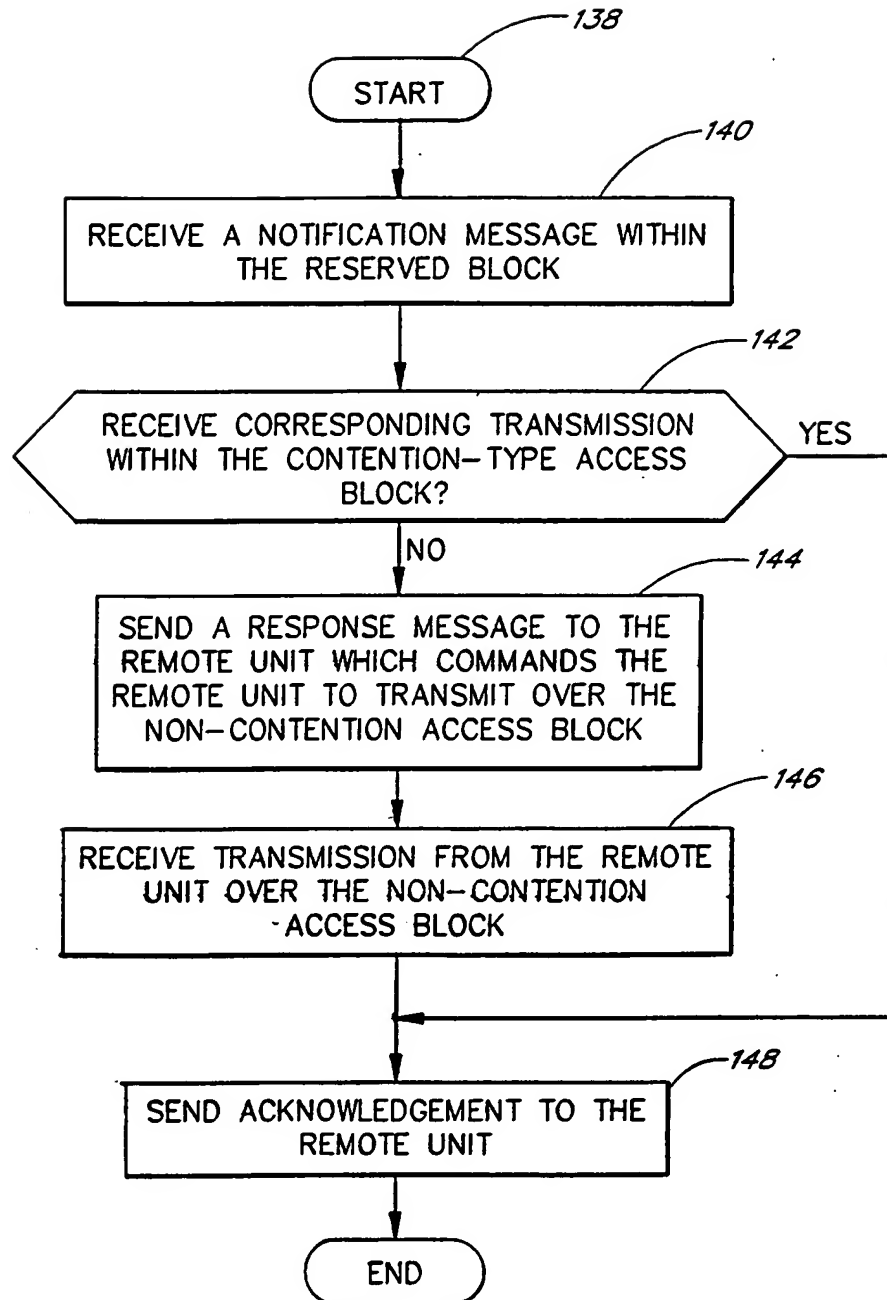 138
START
140
RECEIVE A NOTIFICATION MESSAGE WITHIN
THE RESERVED BLOCK
142
RECEIVE CORRESPONDING TRANSMISSION
WITHIN THE CONTENTION-TYPE ACCESS
BLOCK?
YES
NO
144
SEND A RESPONSE MESSAGE TO THE
REMOTE UNIT WHICH COMMANDS THE
REMOTE UNIT TO TRANSMIT OVER THE
NON-CONTENTION ACCESS BLOCK
146
RECEIVE TRANSMISSION FROM THE REMOTE
UNIT OVER THE NON-CONTENTION
ACCESS BLOCK
148
SEND ACKNOWLEDGEMENT TO THE
REMOTE UNIT
END